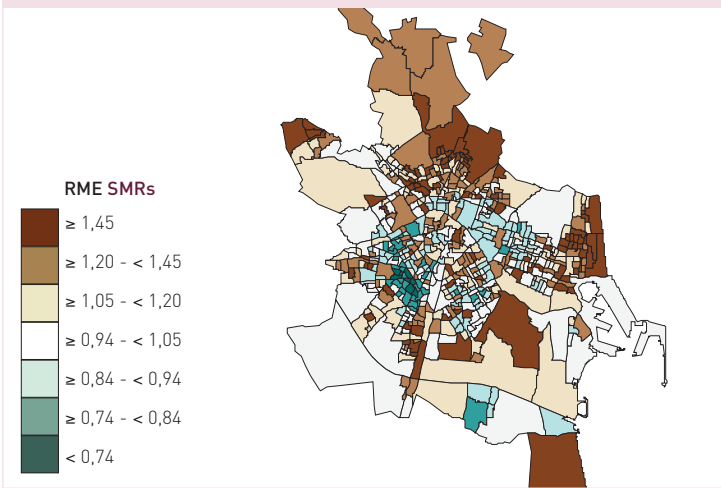 RME SMRs
≥ 1,45
≥ 1,20 - < 1,45
≥ 1,05 - < 1,20
≥ 0,94 - < 1,05
≥ 0,84 - < 0,94
≥ 0,74 - < 0,84
< 0,74